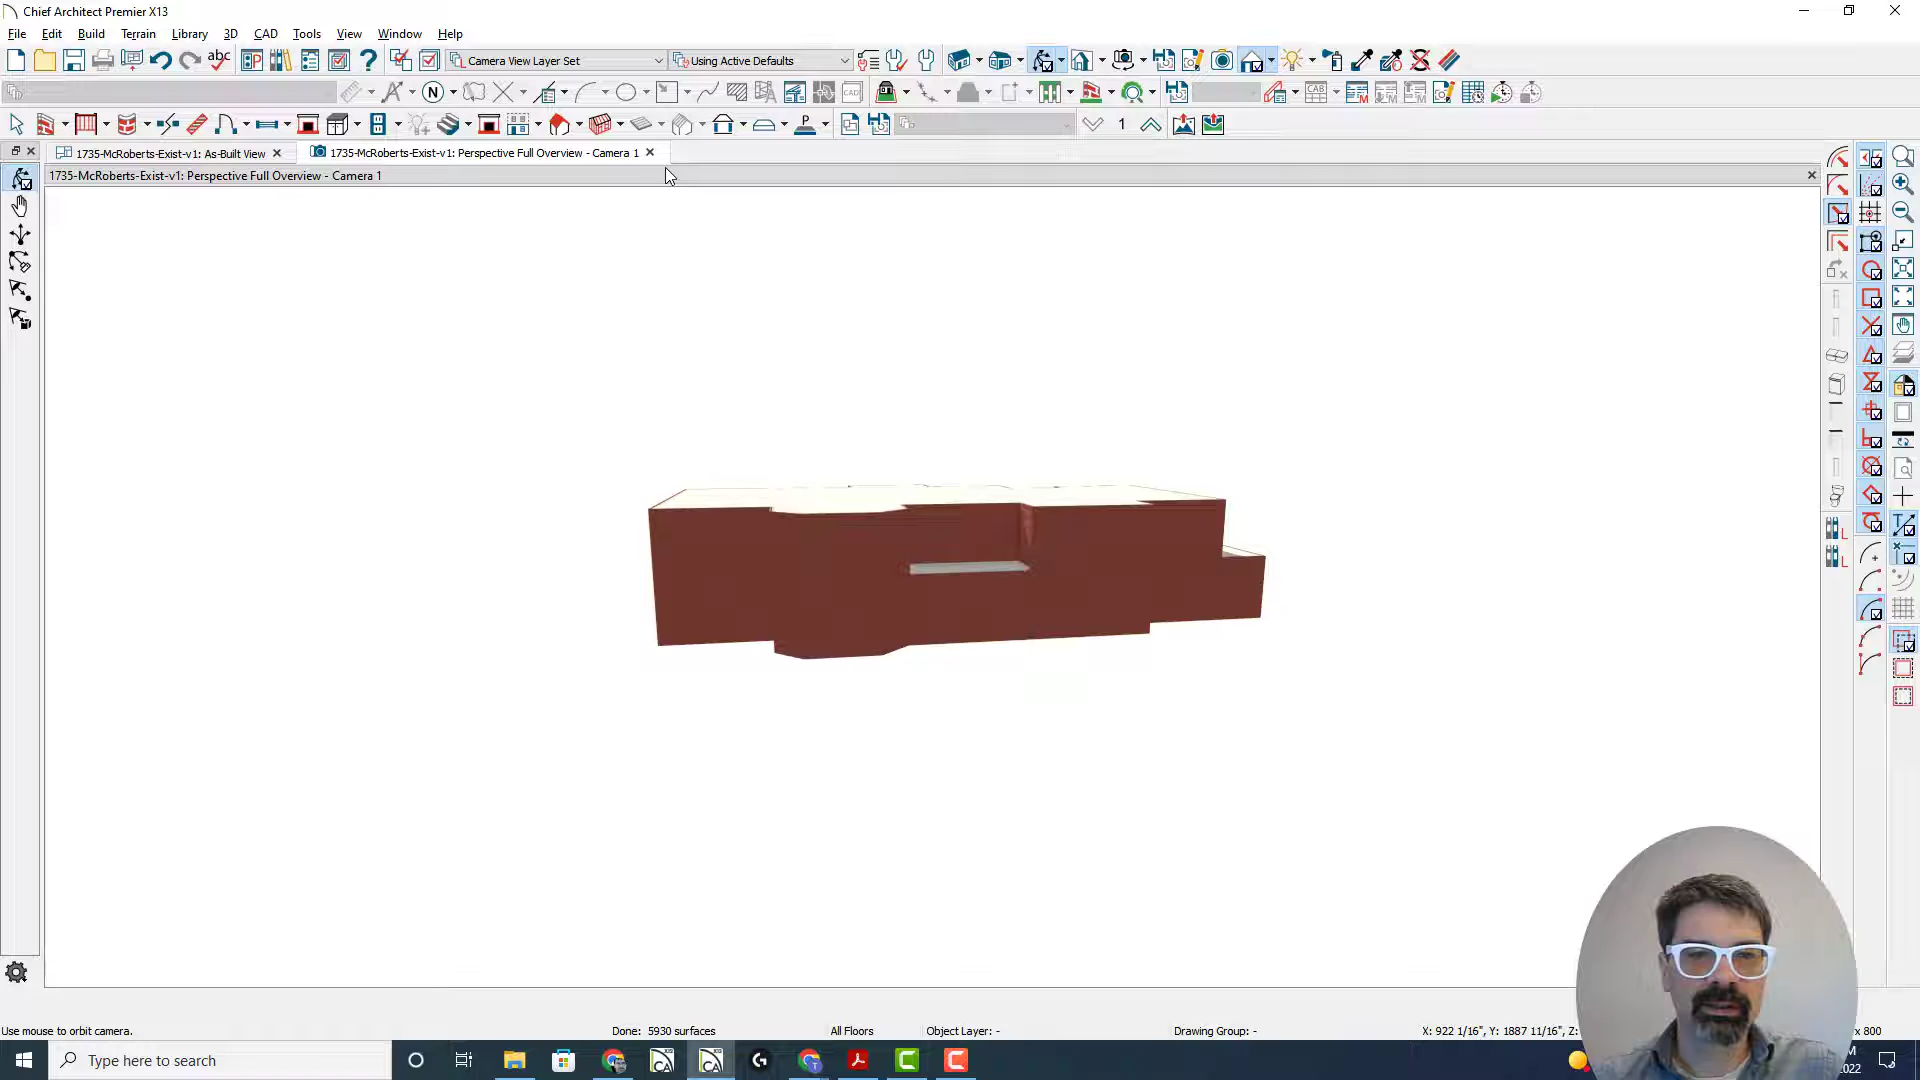 Chief Architect Premier X13
File Edit Build Terrain Library 3D CAD Tools View Window Help
Camera View Layer Set Using Active Defaults
N CAD CAB
P 1
1735-McRoberts-Exist-v1: As-Built View 1735-McRoberts-Exist-v1: Perspective Full Overview - Camera 1
1735-McRoberts-Exist-v1: Perspective Full Overview - Camera 1
Use mouse to orbit camera. Done: 5930 surfaces All Floors Object Layer: - Drawing Group: - X: 922 1/16", Y: 1887 11/16", Z: x 800
Type here to search
2022